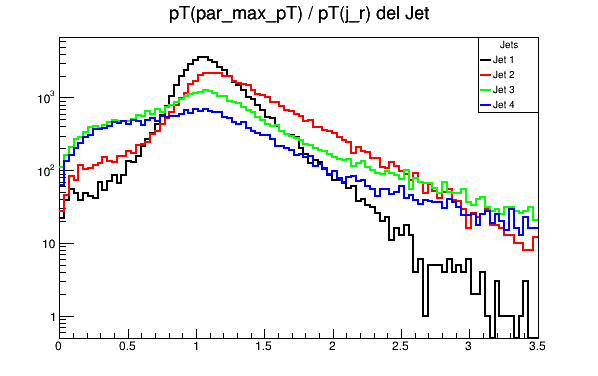 pT(par_max_pT) / pT(j_r) del Jet
Jets
Jet 1
Jet 2
Jet 3
Jet 4
10³
10²
10
1
0 0.5 1 1.5 2 2.5 3 3.5